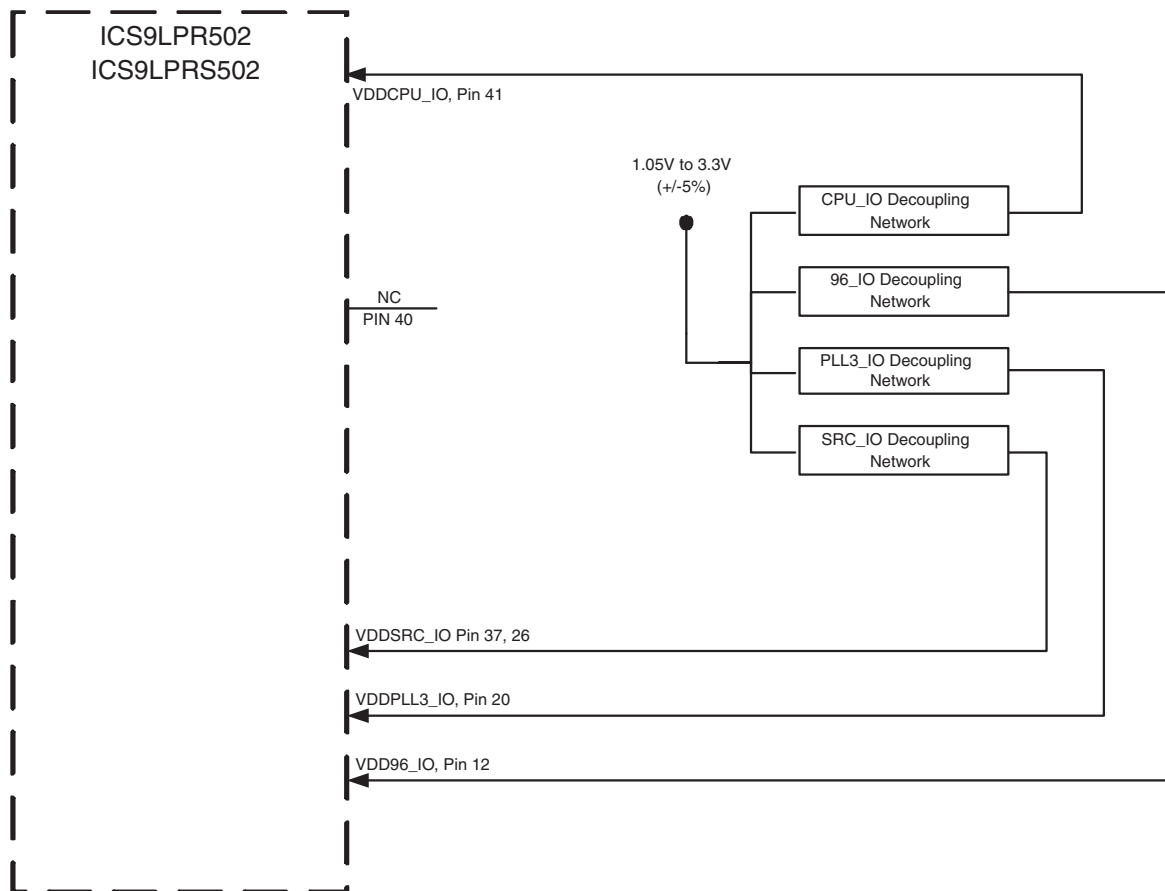 ICS9LPR502
ICS9LPRS502
VDDCPU_IO, Pin 41
1.05V to 3.3V
(+/-5%)
CPU_IO Decoupling
Network
96_IO Decoupling
Network
NC
PIN 40
PLL3_IO Decoupling
Network
SRC_IO Decoupling
Network
VDDSRC_IO Pin 37, 26
VDDPLL3_IO, Pin 20
VDD96_IO, Pin 12